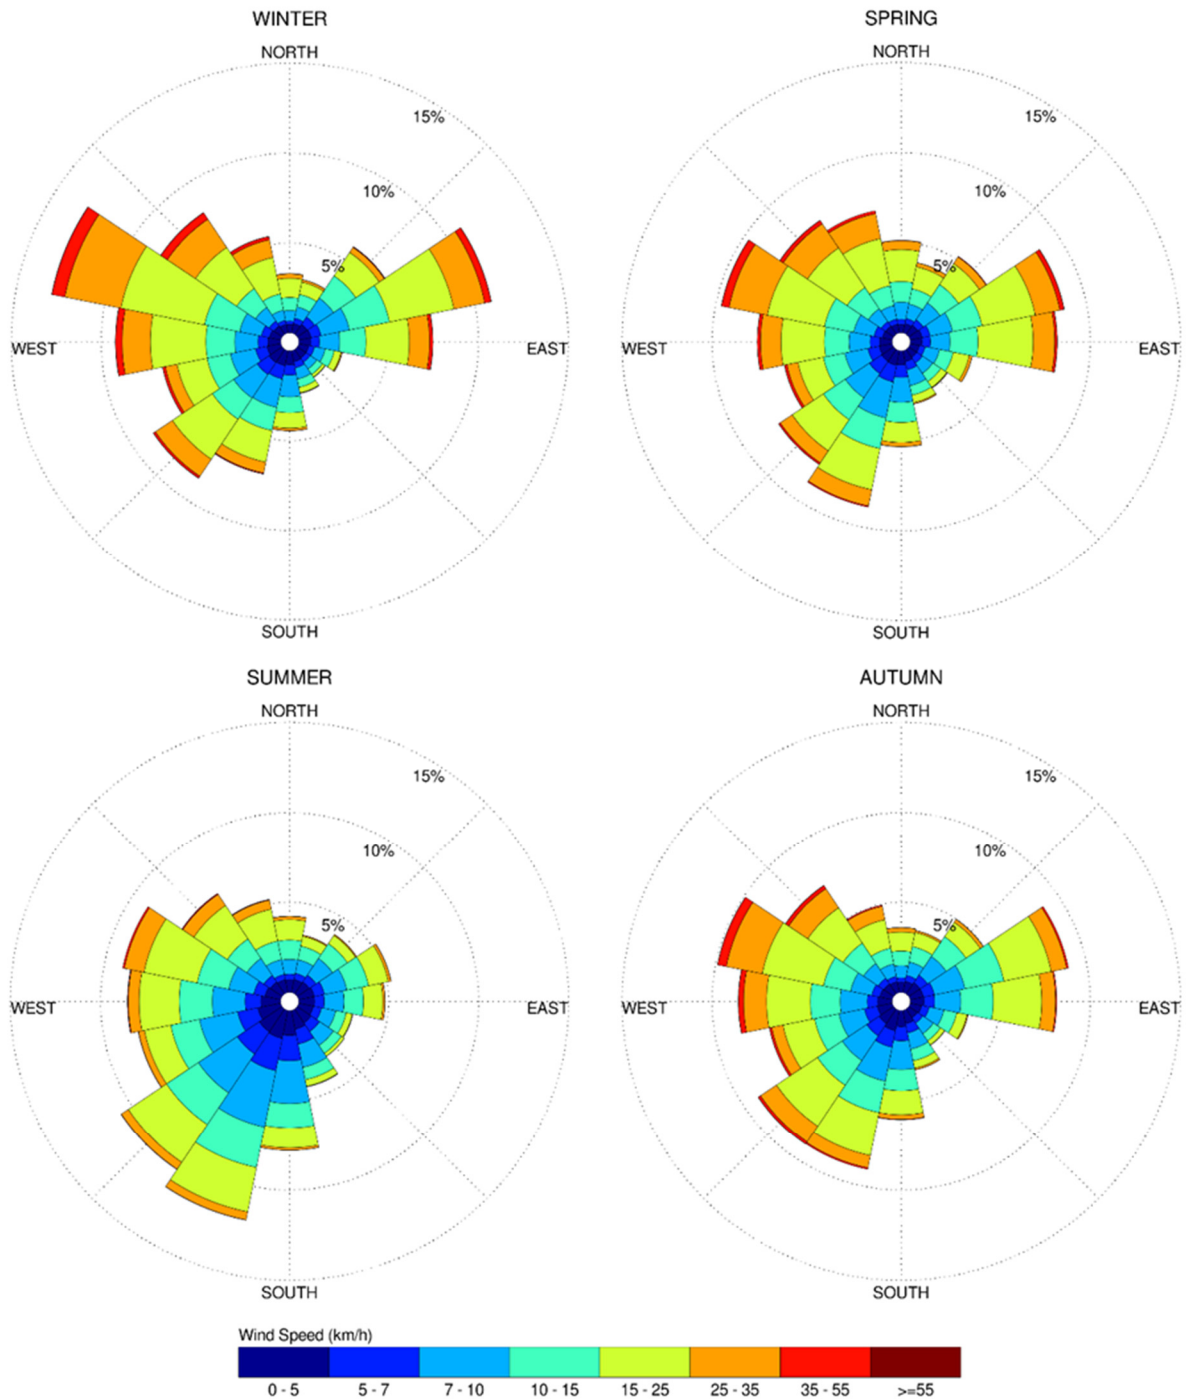 WINTER
NORTH
15%
10%
5%
WEST
EAST
SOUTH
SPRING
NORTH
15%
10%
5%
WEST
EAST
SOUTH
SUMMER
NORTH
15%
10%
5%
WEST
EAST
SOUTH
AUTUMN
NORTH
15%
10%
5%
WEST
EAST
SOUTH
Wind Speed (km/h)
0 - 5 5 - 7 7 - 10 10 - 15 15 - 25 25 - 35 35 - 55 >=55